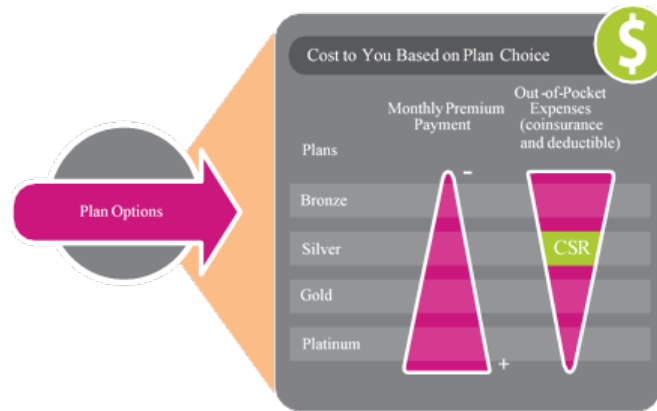 $
Cost to You Based on Plan Choice
Monthly Premium
Payment
Out-of-Pocket
Expenses
(coinsurance
and deductible)
Plans
-
Bronze
Plan Options
Silver
CSR
Gold
Platinum
+